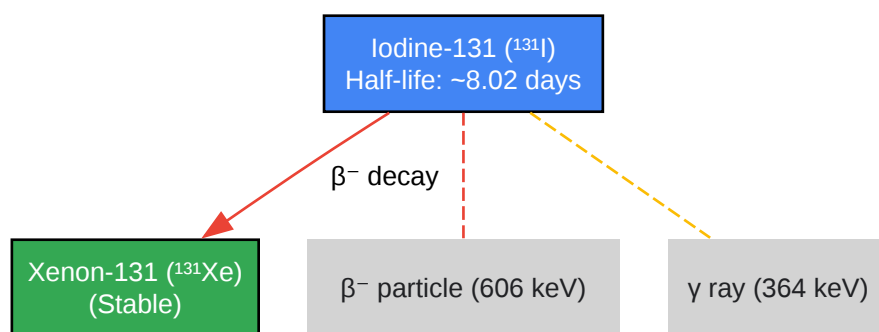 Iodine-131 (¹³¹I)
Half-life: ~8.02 days
β⁻ decay
Xenon-131 (¹³¹Xe)
(Stable)
β⁻ particle (606 keV)
γ ray (364 keV)